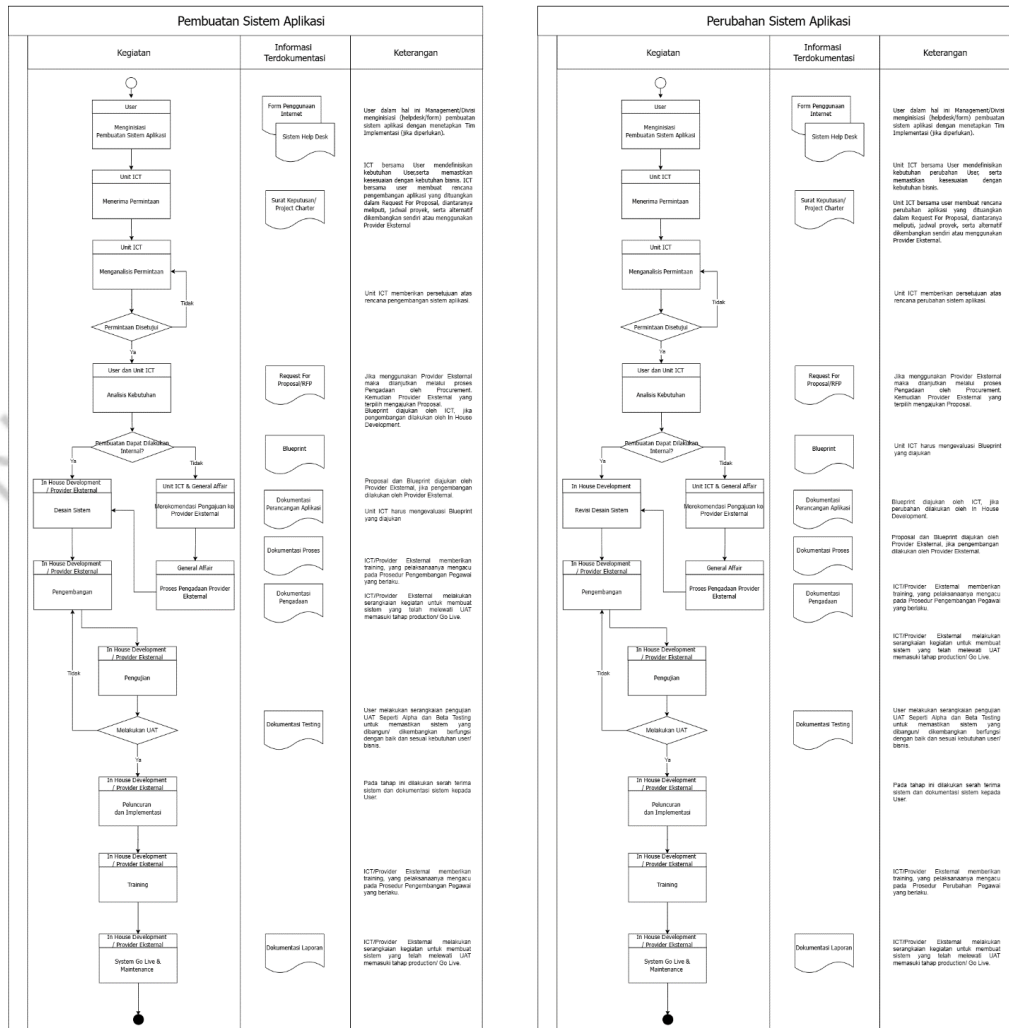 Pembuatan Sistem Aplikasi
Kegiatan
Informasi
Terdokumentasi
Keterangan
User
Menginisiasi
Pembuatan Sistem Aplikasi
Form Penggunaan
Internet
Sistem Help Desk
User dalam hal ini Management/Divisi
menginisiasi (helpdesk/form) pembuatan
sistem aplikasi dengan menetapkan Tim
Implementasi (jika diperlukan).
Unit ICT
Menerima Permintaan
Surat Keputusan/
Project Charter
ICT bersama User mendefinisikan
kebutuhan User,serta memastikan
kesesuaian dengan kebutuhan bisnis. ICT
bersama user membuat rencana
pengembangan aplikasi yang dituangkan
dalam Request For Proposal, diantaranya
meliputi, jadwal proyek, serta alternatif
dikembangkan sendiri atau menggunakan
Provider Eksternal
Unit ICT
Menganalisis Permintaan
Tidak
Permintaan Disetujui
Ya
Unit ICT memberikan persetujuan atas
rencana pengembangan sistem aplikasi.
User dan Unit ICT
Analisis Kebutuhan
Request For
Proposal/RFP
Jika menggunakan Provider Eksternal
maka dilanjutkan melalui proses
Pengadaan oleh Procurement.
Kemudian Provider Eksternal yang
terpilih mengajukan Proposal.
Blueprint diajukan oleh ICT, jika
pengembangan dilakukan oleh In House
Development.
Pembuatan Dapat Dilakukan
Internal?
Ya
Tidak
Blueprint
In House Development
/ Provider Eksternal
Desain Sistem
Unit ICT & General Affair
Merekomendasi Pengajuan ke
Provider Eksternal
Dokumentasi
Perancangan Aplikasi
Proposal dan Blueprint diajukan oleh
Provider Eksternal, jika pengembangan
dilakukan oleh Provider Eksternal.
Unit ICT harus mengevaluasi Blueprint
yang diajukan
Dokumentasi Proses
In House Development
/ Provider Eksternal
Pengembangan
General Affair
Proses Pengadaan Provider
Eksternal
Dokumentasi
Pengadaan
ICT/Provider Eksternal memberikan
training, yang pelaksanaanya mengacu
pada Prosedur Pengembangan Pegawai
yang berlaku.
ICT/Provider Eksternal melakukan
serangkaian kegiatan untuk membuat
sistem yang telah melewati UAT
memasuki tahap production/ Go Live.
In House Development
/ Provider Eksternal
Pengujian
Tidak
Melakukan UAT
Ya
Dokumentasi Testing
User melakukan serangkaian pengujian
UAT Seperti Alpha dan Beta Testing
untuk memastikan sistem yang
dibangun/ dikembangkan berfungsi
dengan baik dan sesuai kebutuhan user/
bisnis.
In House Development
/ Provider Eksternal
Peluncuran
dan Implementasi
Pada tahap ini dilakukan serah terima
sistem dan dokumentasi sistem kepada
User.
In House Development
/ Provider Eksternal
Training
ICT/Provider Eksternal memberikan
training, yang pelaksanaanya mengacu
pada Prosedur Pengembangan Pegawai
yang berlaku.
In House Development
/ Provider Eksternal
System Go Live &
Maintenance
Dokumentasi Laporan
ICT/Provider Eksternal melakukan
serangkaian kegiatan untuk membuat
sistem yang telah melewati UAT
memasuki tahap production/ Go Live.
Perubahan Sistem Aplikasi
Kegiatan
Informasi
Terdokumentasi
Keterangan
User
Menginisiasi
Pembuatan Sistem Aplikasi
Form Penggunaan
Internet
Sistem Help Desk
User dalam hal ini Management/Divisi
menginisiasi (helpdesk/form) pembuatan
sistem aplikasi dengan menetapkan Tim
Implementasi (jika diperlukan).
Unit ICT
Menerima Permintaan
Surat Keputusan/
Project Charter
Unit ICT bersama User mendefinisikan
kebutuhan perubahan User, serta
memastikan kesesuaian dengan
kebutuhan bisnis.
Unit ICT bersama user membuat rencana
perubahan aplikasi yang dituangkan
dalam Request For Proposal, diantaranya
meliputi, jadwal proyek, serta alternatif
dikembangkan sendiri atau menggunakan
Provider Eksternal.
Unit ICT
Menganalisis Permintaan
Tidak
Permintaan Disetujui
Ya
Unit ICT memberikan persetujuan atas
rencana perubahan sistem aplikasi.
User dan Unit ICT
Analisis Kebutuhan
Request For
Proposal/RFP
Jika menggunakan Provider Eksternal
maka dilanjutkan melalui proses
Pengadaan oleh Procurement.
Kemudian Provider Eksternal yang
terpilih mengajukan Proposal.
Pembuatan Dapat Dilakukan
Internal?
Ya
Tidak
Blueprint
Unit ICT harus mengevaluasi Blueprint
yang diajukan
In House Development
Revisi Desain Sistem
Unit ICT & General Affair
Merekomendasi Pengajuan ke
Provider Eksternal
Dokumentasi
Perancangan Aplikasi
Blueprint diajukan oleh ICT, jika
perubahan dilakukan oleh In House
Development.
Dokumentasi Proses
Proposal dan Blueprint diajukan oleh
Provider Eksternal, jika pengembangan
dilakukan oleh Provider Eksternal.
In House Development
/ Provider Eksternal
Pengembangan
General Affair
Proses Pengadaan Provider
Eksternal
Dokumentasi
Pengadaan
ICT/Provider Eksternal memberikan
training, yang pelaksanaanya mengacu
pada Prosedur Pengembangan Pegawai
yang berlaku.
ICT/Provider Eksternal melakukan
serangkaian kegiatan untuk membuat
sistem yang telah melewati UAT
memasuki tahap production/ Go Live.
In House Development
/ Provider Eksternal
Pengujian
Tidak
Melakukan UAT
Ya
Dokumentasi Testing
User melakukan serangkaian pengujian
UAT Seperti Alpha dan Beta Testing
untuk memastikan sistem yang
dibangun/ dikembangkan berfungsi
dengan baik dan sesuai kebutuhan user/
bisnis.
In House Development
/ Provider Eksternal
Peluncuran
dan Implementasi
Pada tahap ini dilakukan serah terima
sistem dan dokumentasi sistem kepada
User.
In House Development
/ Provider Eksternal
Training
ICT/Provider Eksternal memberikan
training, yang pelaksanaanya mengacu
pada Prosedur Perubahan Pegawai
yang berlaku.
In House Development
/ Provider Eksternal
System Go Live &
Maintenance
Dokumentasi Laporan
ICT/Provider Eksternal melakukan
serangkaian kegiatan untuk membuat
sistem yang telah melewati UAT
memasuki tahap production/ Go Live.